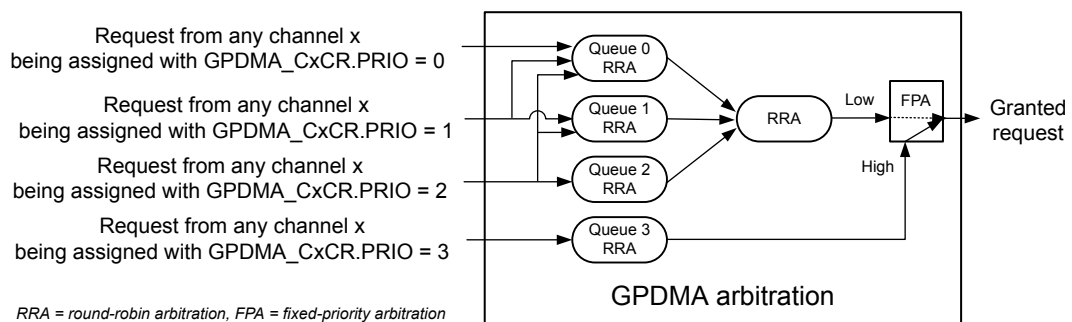 Request from any channel x
being assigned with GPDMA_CxCR.PRIO = 0
Request from any channel x
being assigned with GPDMA_CxCR.PRIO = 1
Request from any channel x
being assigned with GPDMA_CxCR.PRIO = 2
Request from any channel x
being assigned with GPDMA_CxCR.PRIO = 3
Queue 0
RRA
Queue 1
RRA
Queue 2
RRA
Queue 3
RRA
RRA
Low
High
FPA
Granted
request
GPDMA arbitration
RRA = round-robin arbitration, FPA = fixed-priority arbitration